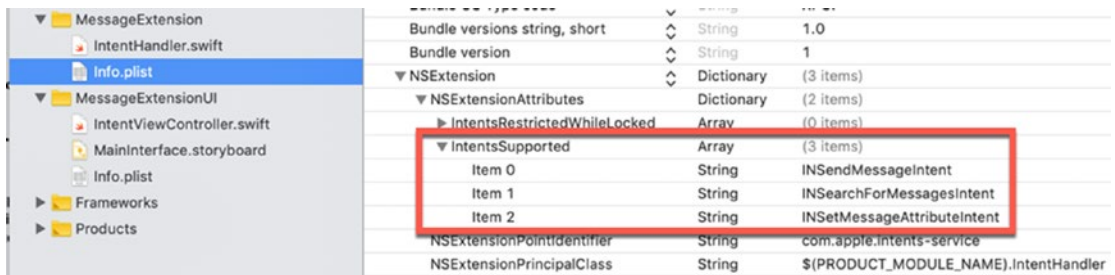 MessageExtension
IntentHandler.swift
Info.plist
MessageExtensionUI
IntentViewController.swift
MainInterface.storyboard
Info.plist
Frameworks
Products
Bundle versions string, short String 1.0
Bundle version String 1
NSExtension Dictionary (3 items)
NSExtensionAttributes Dictionary (2 items)
IntentsRestrictedWhileLocked Array (0 items)
IntentsSupported Array (3 items)
Item 0 String INSendMessageIntent
Item 1 String INSearchForMessagesIntent
Item 2 String INSetMessageAttributeIntent
NSExtensionPointIdentifier String com.apple.intents-service
NSExtensionPrincipalClass String $(PRODUCT_MODULE_NAME).IntentHandler